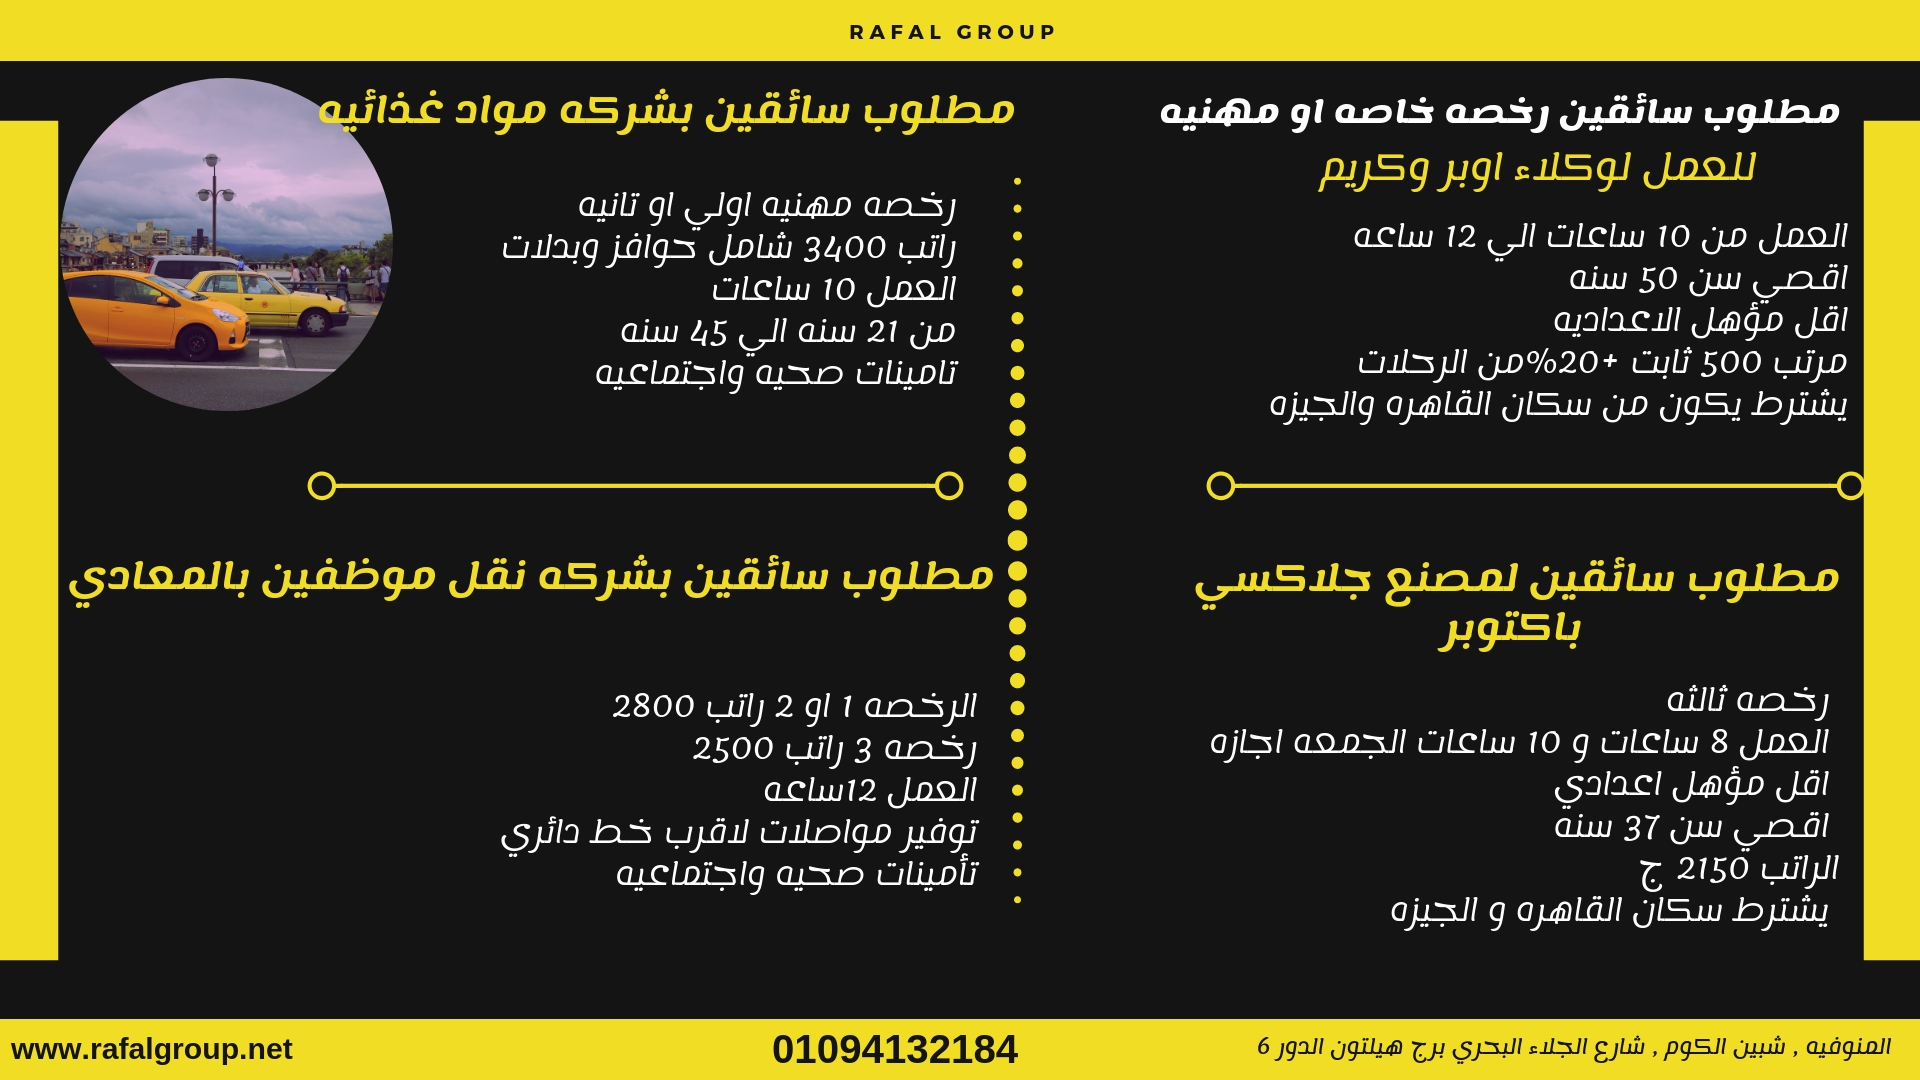 RAFAL GROUP
مطلوب سائقين رخصه خاصه او مهنيه
للعمل لوكلاء اوبر وكريم
العمل من 10 ساعات الي 12 ساعه
اقصي سن 50 سنه
اقل مؤهل الاعداديه
مرتب 500 ثابت +20%من الرحلات
يشترط يكون من سكان القاهره والجيزه
مطلوب سائقين بشركه مواد غذائيه
رخصه مهنيه اولي او تانيه
راتب 3400 شامل حوافز وبدلات
العمل 10 ساعات
من 21 سنه الي 45 سنه
تامينات صحيه واجتماعيه
مطلوب سائقين لمصنع جلاكسي
باكتوبر
رخصه ثالثه
العمل 8 ساعات و 10 ساعات الجمعه اجازه
اقل مؤهل اعدادي
اقصي سن 37 سنه
الراتب 2150 ج
يشترط سكان القاهره و الجيزه
مطلوب سائقين بشركه نقل موظفين بالمعادي
الرخصه 1 او 2 راتب 2800
رخصه 3 راتب 2500
العمل 12ساعه
توفير مواصلات لاقرب خط دائري
تأمينات صحيه واجتماعيه
المنوفيه , شبين الكوم , شارع الجلاء البحري برج هيلتون الدور 6
01094132184
www.rafalgroup.net